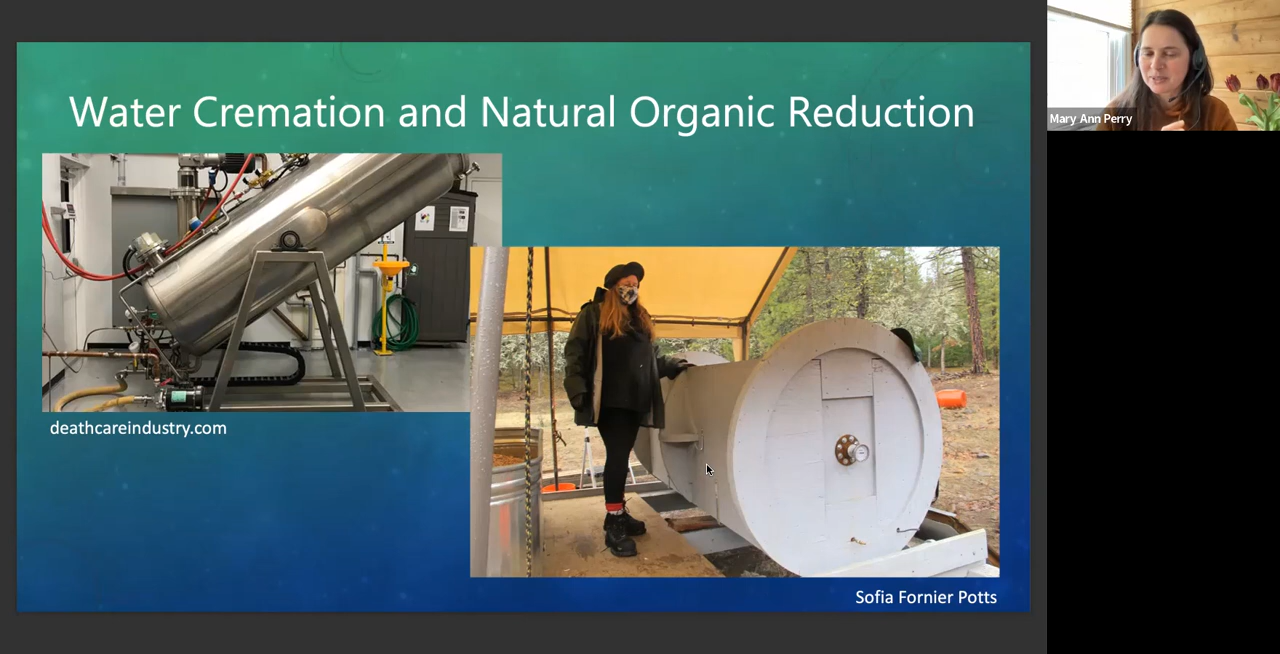 Water Cremation and Natural Organic Reduction
Mary Ann Perry
deathcareindustry.com
Sofia Fornier Potts